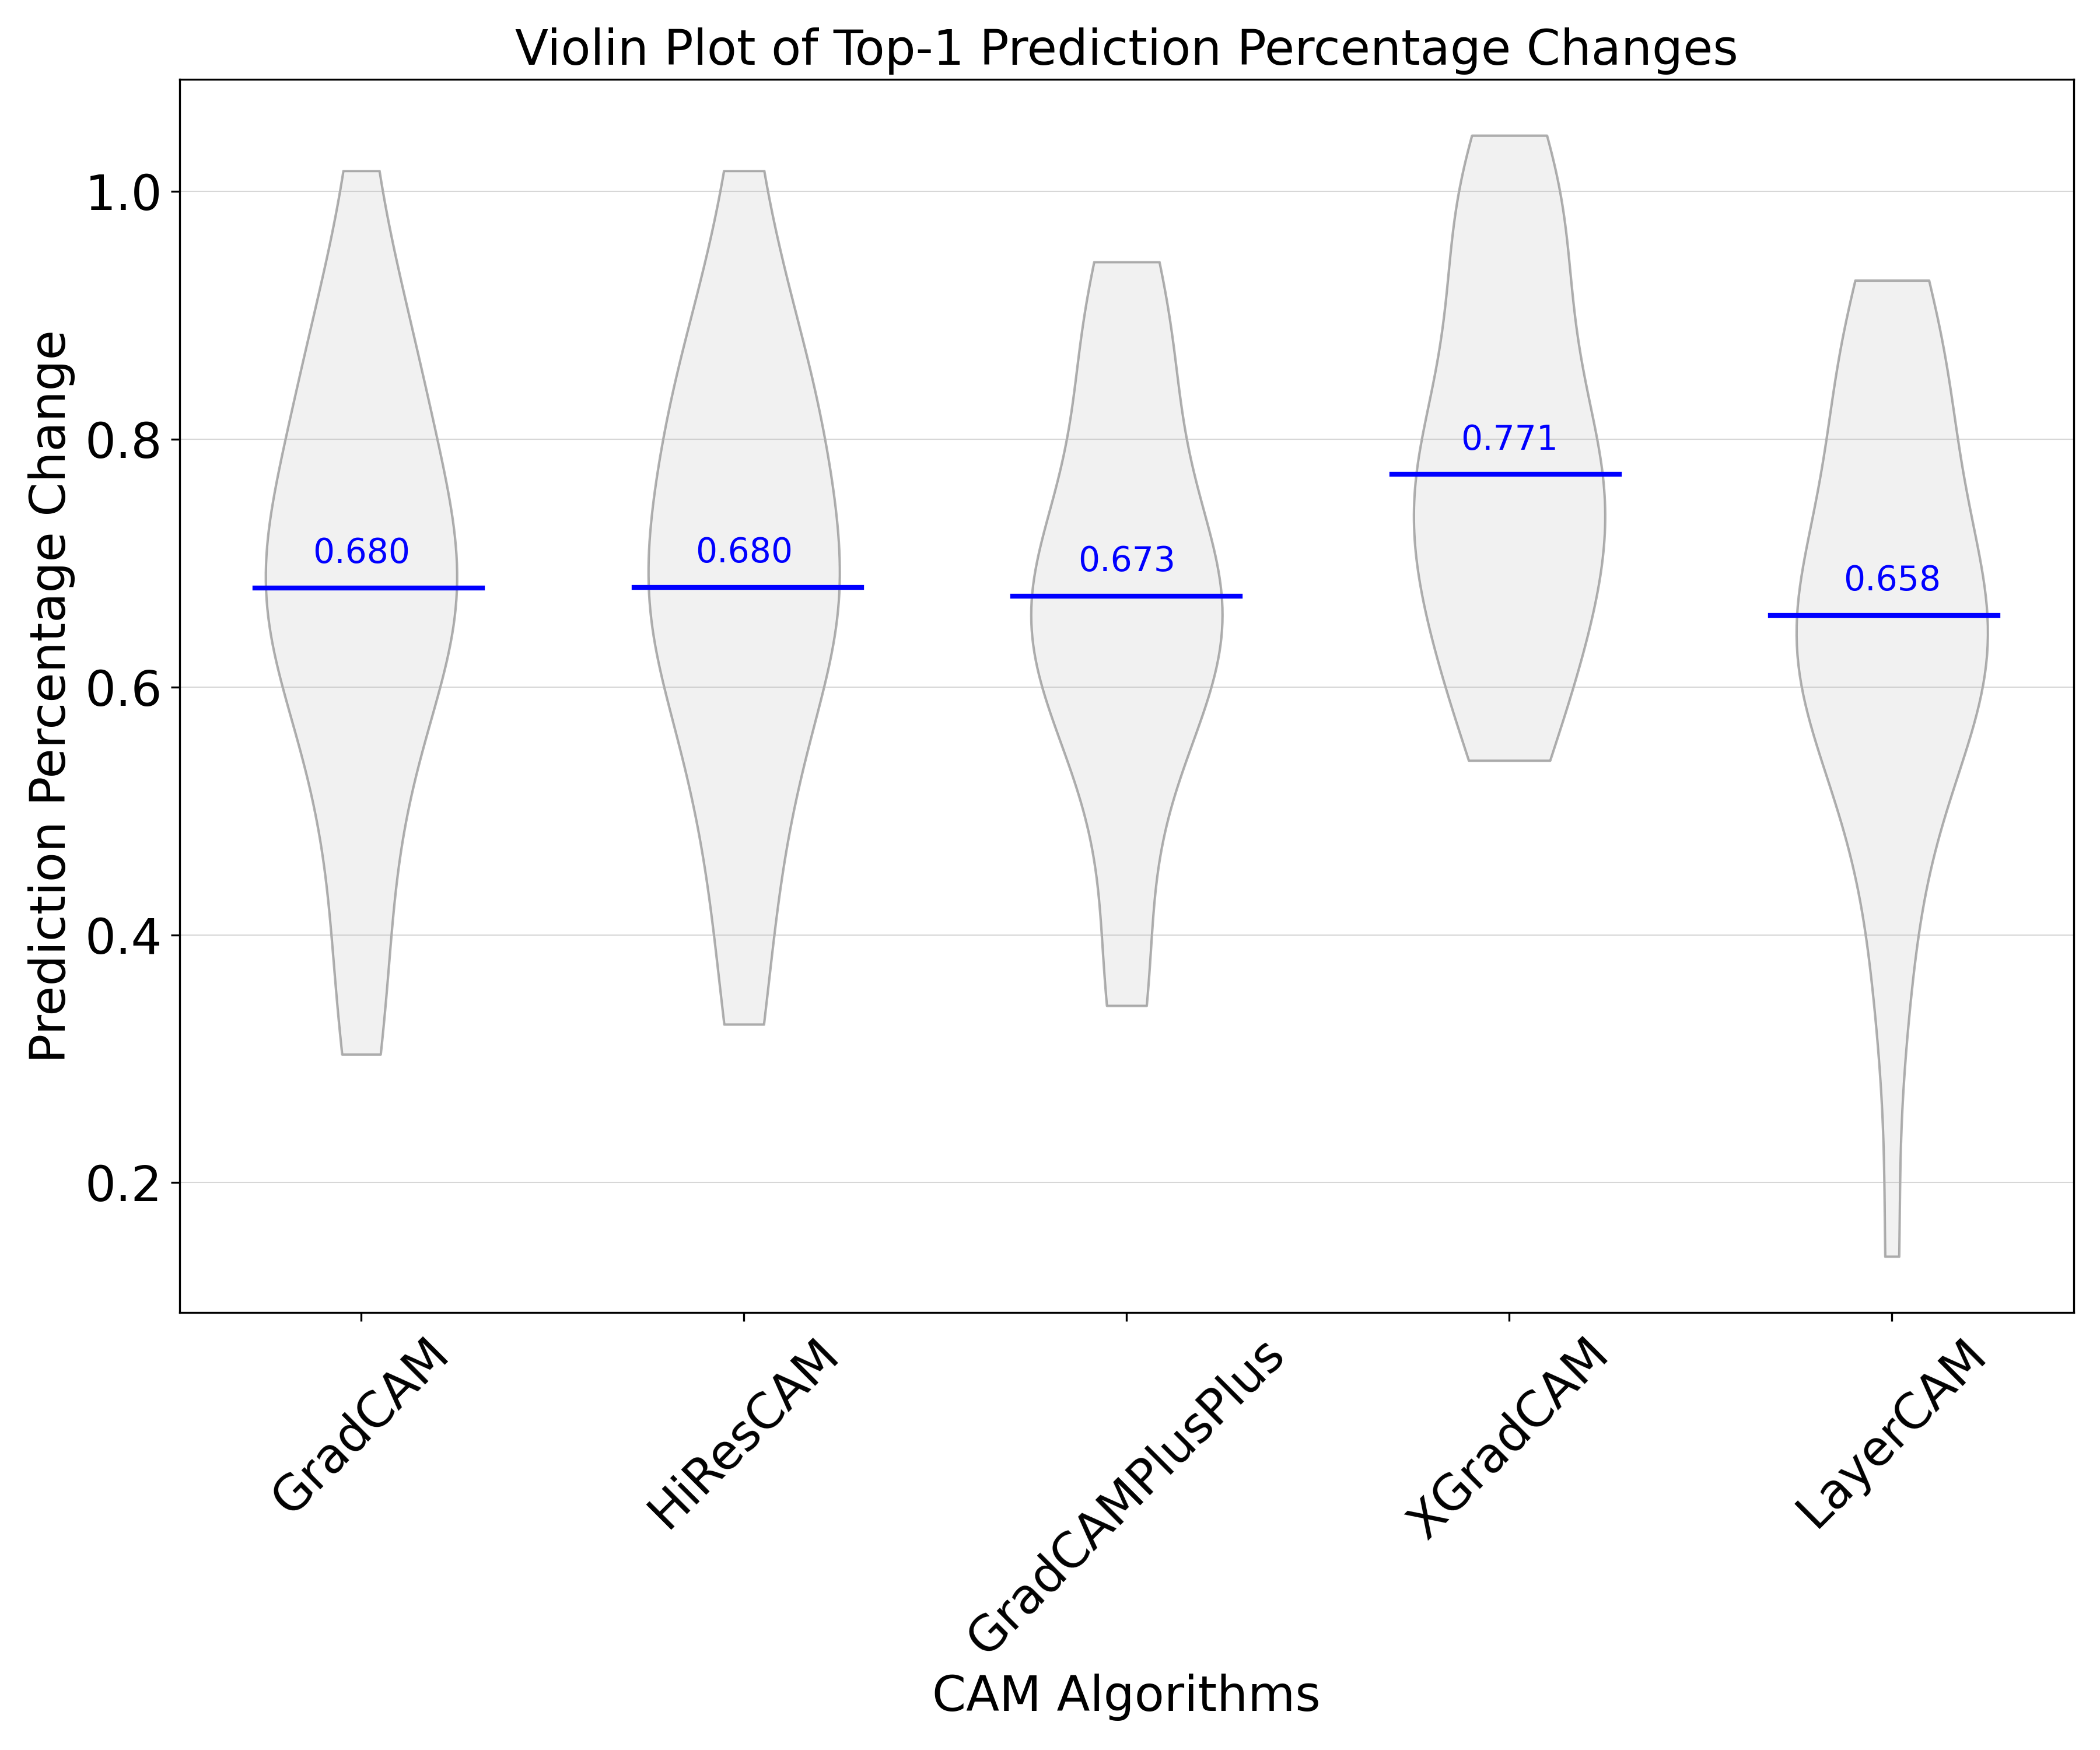 Violin Plot of Top-1 Prediction Percentage Changes
Prediction Percentage Change
1.0
0.8
0.6
0.4
0.2
0.680
0.680
0.673
0.771
0.658
GradCAM
HiResCAM
GradCAMPlusPlus
XGradCAM
LayerCAM
CAM Algorithms